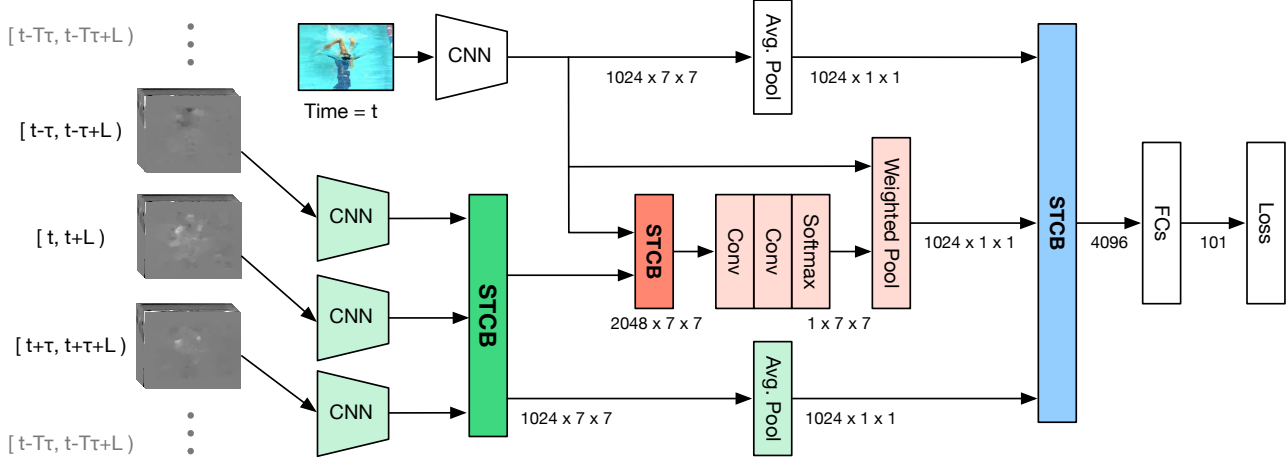 [ t-Tτ, t-Tτ+L )
[ t-τ, t-τ+L )
[ t, t+L )
[ t+τ, t+τ+L )
[ t-Tτ, t-Tτ+L )
Time = t
CNN
1024 x 7 x 7
Avg. Pool
1024 x 1 x 1
CNN
CNN
CNN
STCB
STCB
2048 x 7 x 7
Conv
Conv
Softmax
1 x 7 x 7
Weighted Pool
1024 x 1 x 1
1024 x 7 x 7
Avg. Pool
1024 x 1 x 1
STCB
4096
FCs
101
Loss